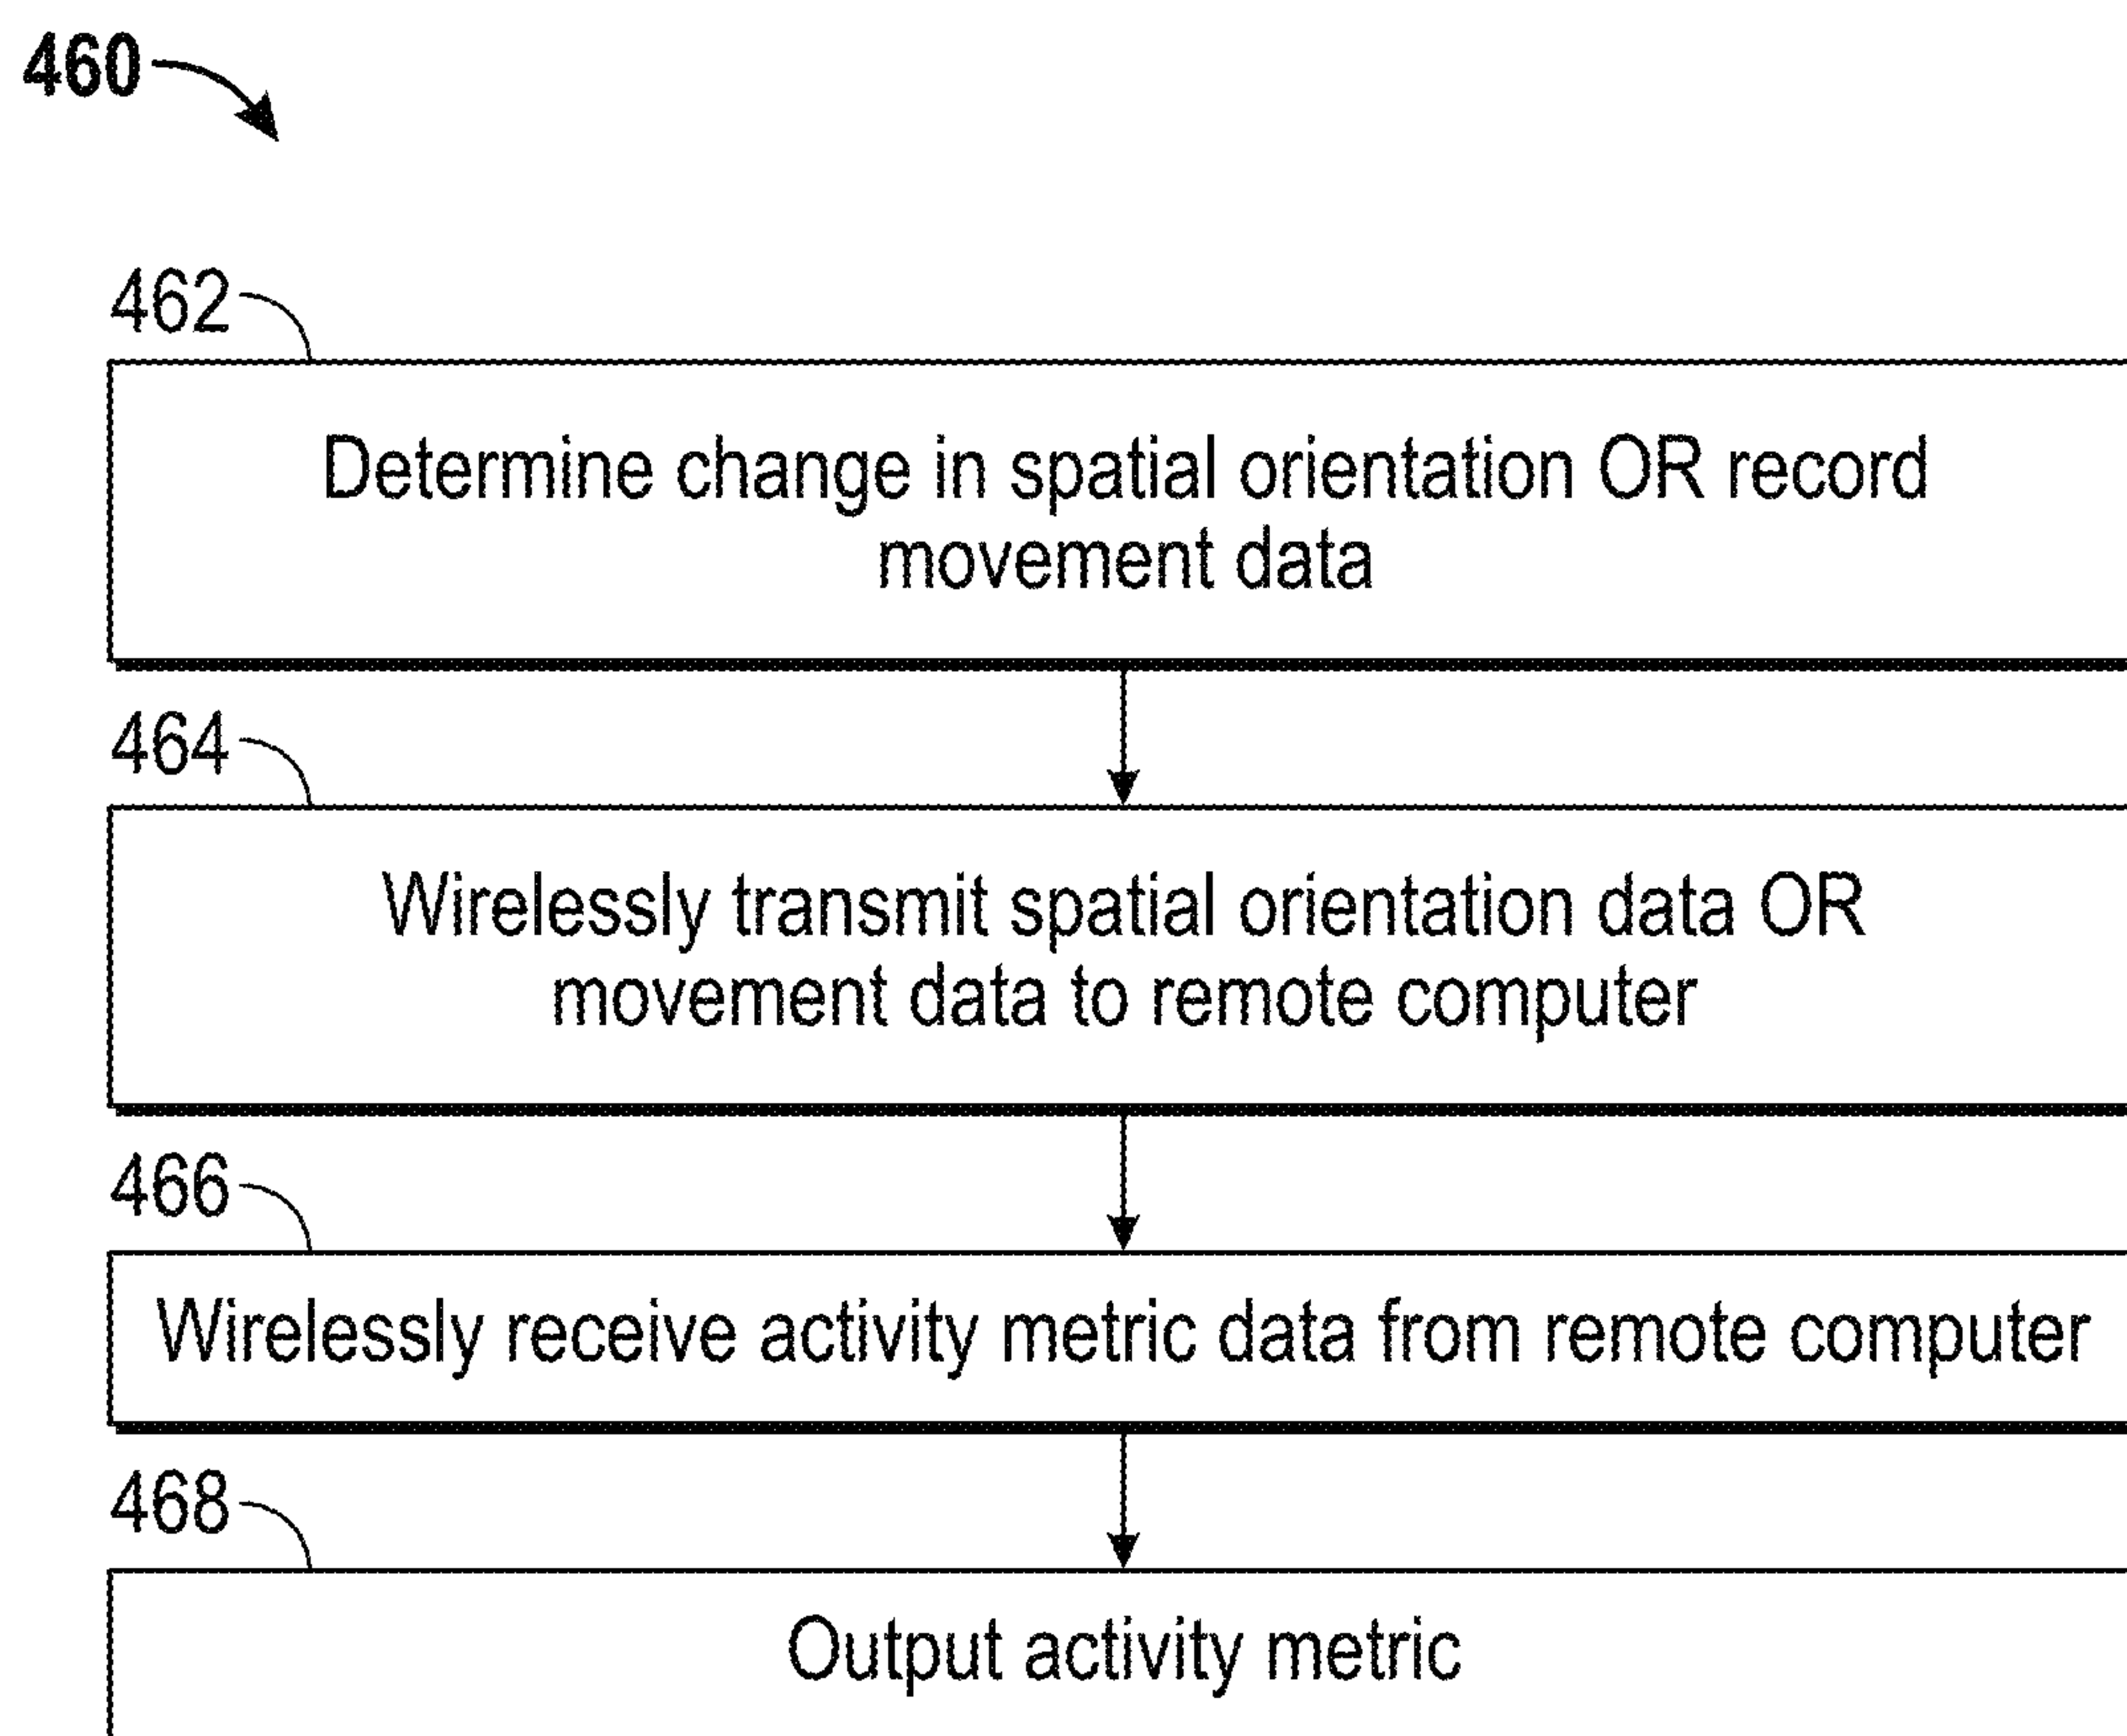 460
462
Determine change in spatial orientation OR record
movement data
464
Wirelessly transmit spatial orientation data OR
movement data to remote computer
466
Wirelessly receive activity metric data from remote computer
468
Output activity metric